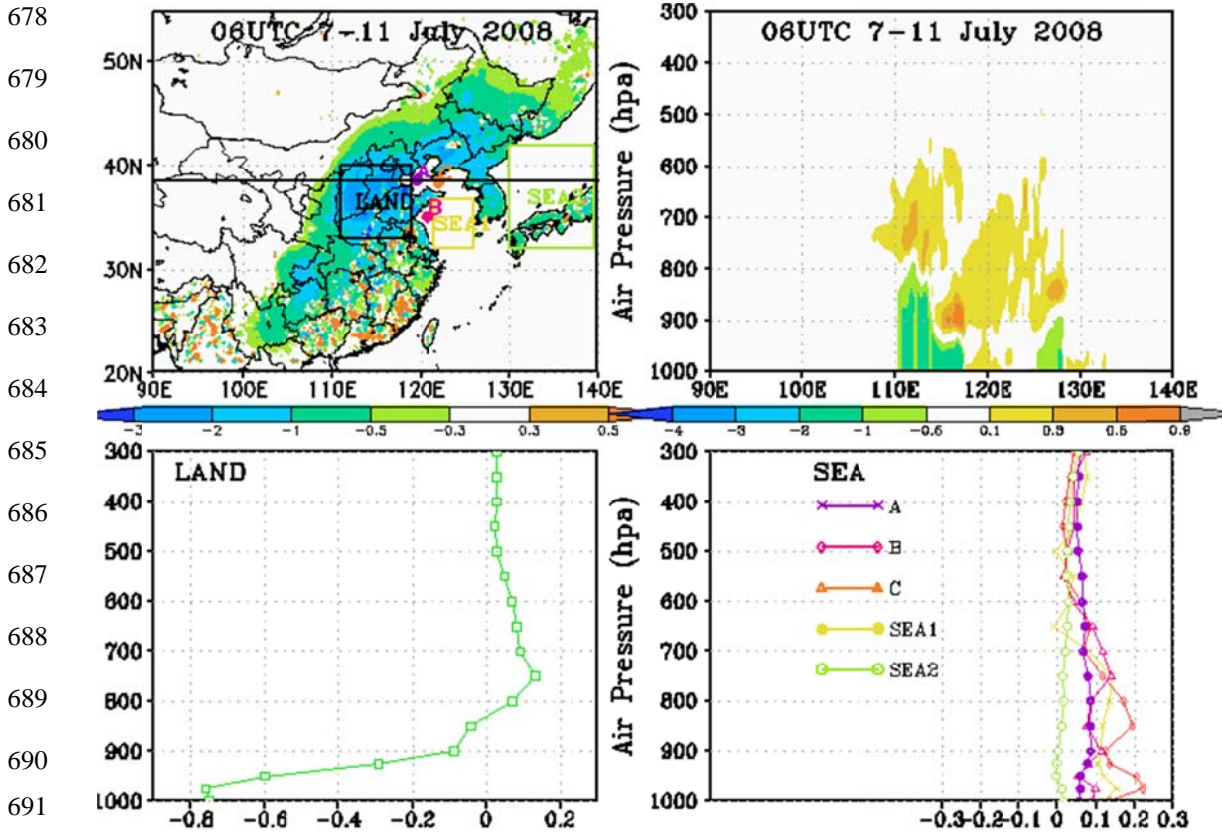 678
679
680
681
682
683
684
685
686
687
688
689
690
691
06UTC 7-11 July 2008
50N
40N
30N
20N
90E 100E 110E 120E 130E 140E
A
B
LAND
SEA1
SEA2
-3 -2 -1 -0.5 -0.3 0.3 0.5
06UTC 7-11 July 2008
Air Pressure (hpa)
300
400
500
600
700
800
900
1000
90E 100E 110E 120E 130E 140E
-4 -3 -2 -1 -0.6 0.1 0.3 0.5 0.9
LAND
300
400
500
600
700
800
900
1000
-0.8 -0.6 -0.4 -0.2 0 0.2
SEA
Air Pressure (hpa)
A
B
C
SEA1
SEA2
300
400
500
600
700
800
900
1000
-0.3 -0.2 -0.1 0 0.1 0.2 0.3